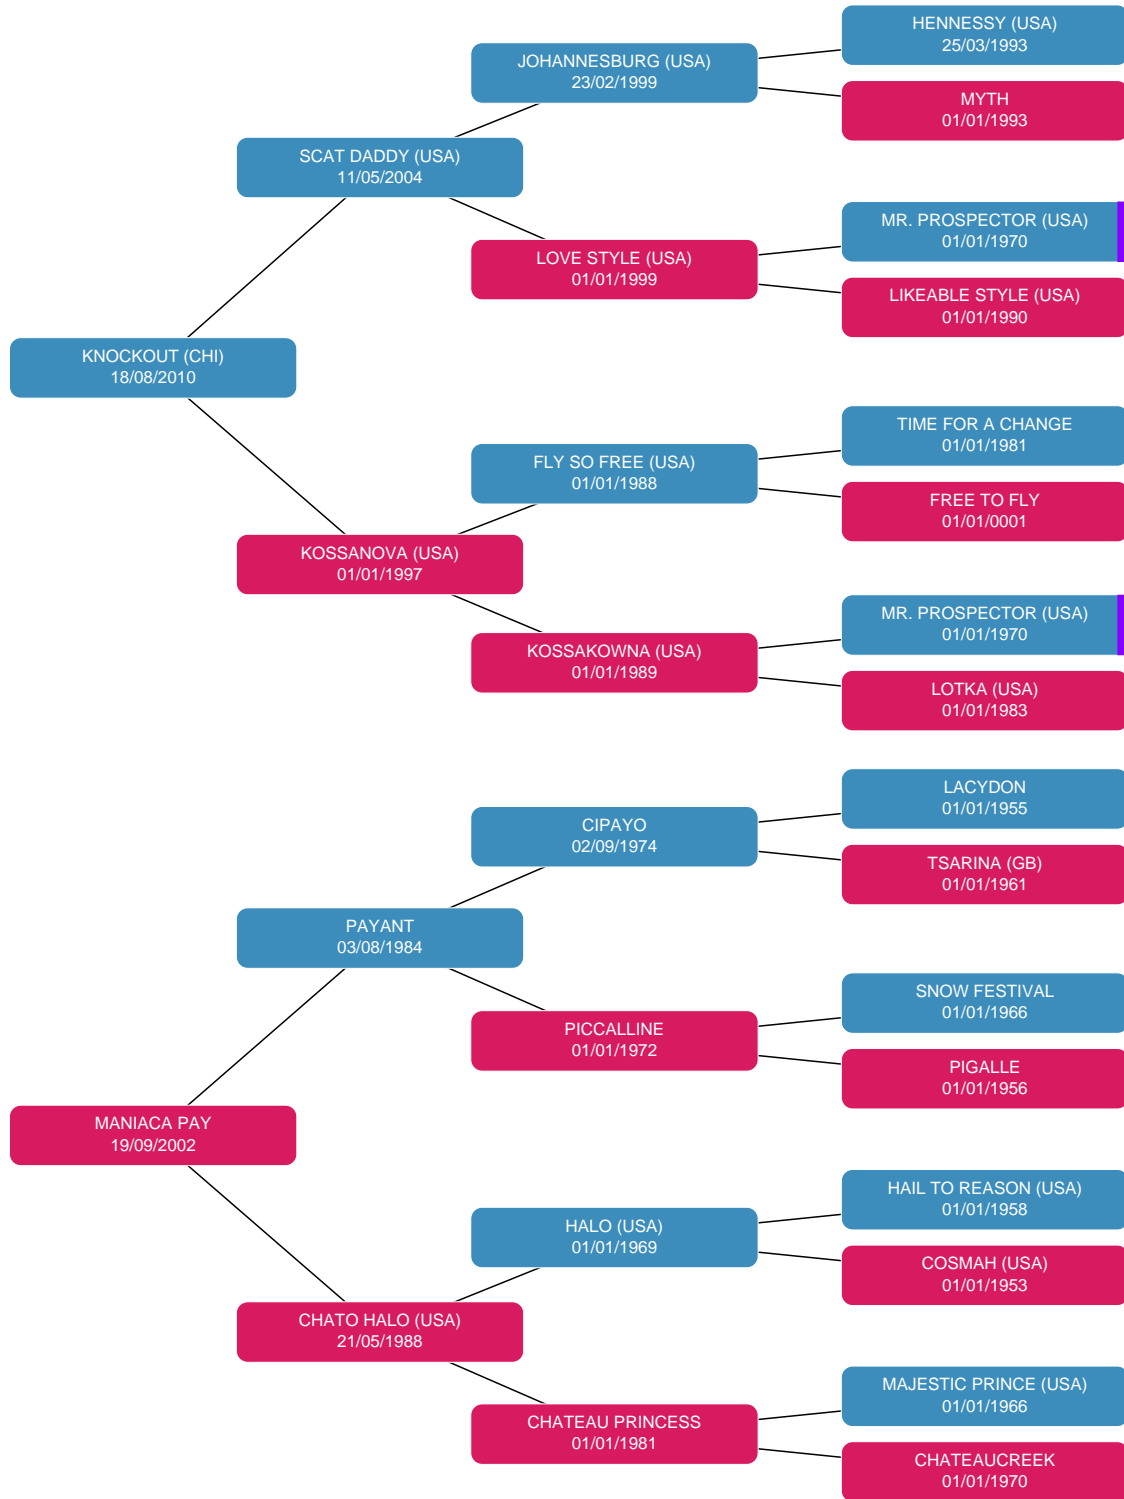 HENNESSY (USA)
25/03/1993
JOHANNESBURG (USA)
23/02/1999
MYTH
01/01/1993
SCAT DADDY (USA)
11/05/2004
MR. PROSPECTOR (USA)
01/01/1970
LOVE STYLE (USA)
01/01/1999
LIKEABLE STYLE (USA)
01/01/1990
KNOCKOUT (CHI)
18/08/2010
TIME FOR A CHANGE
01/01/1981
FLY SO FREE (USA)
01/01/1988
FREE TO FLY
01/01/0001
KOSSANOVA (USA)
01/01/1997
MR. PROSPECTOR (USA)
01/01/1970
KOSSAKOWNA (USA)
01/01/1989
LOTKA (USA)
01/01/1983
LACYDON
01/01/1955
CIPAYO
02/09/1974
TSARINA (GB)
01/01/1961
PAYANT
03/08/1984
SNOW FESTIVAL
01/01/1966
PICCALLINE
01/01/1972
PIGALLE
01/01/1956
MANIACA PAY
19/09/2002
HAIL TO REASON (USA)
01/01/1958
HALO (USA)
01/01/1969
COSMAH (USA)
01/01/1953
CHATO HALO (USA)
21/05/1988
MAJESTIC PRINCE (USA)
01/01/1966
CHATEAU PRINCESS
01/01/1981
CHATEAUCREEK
01/01/1970